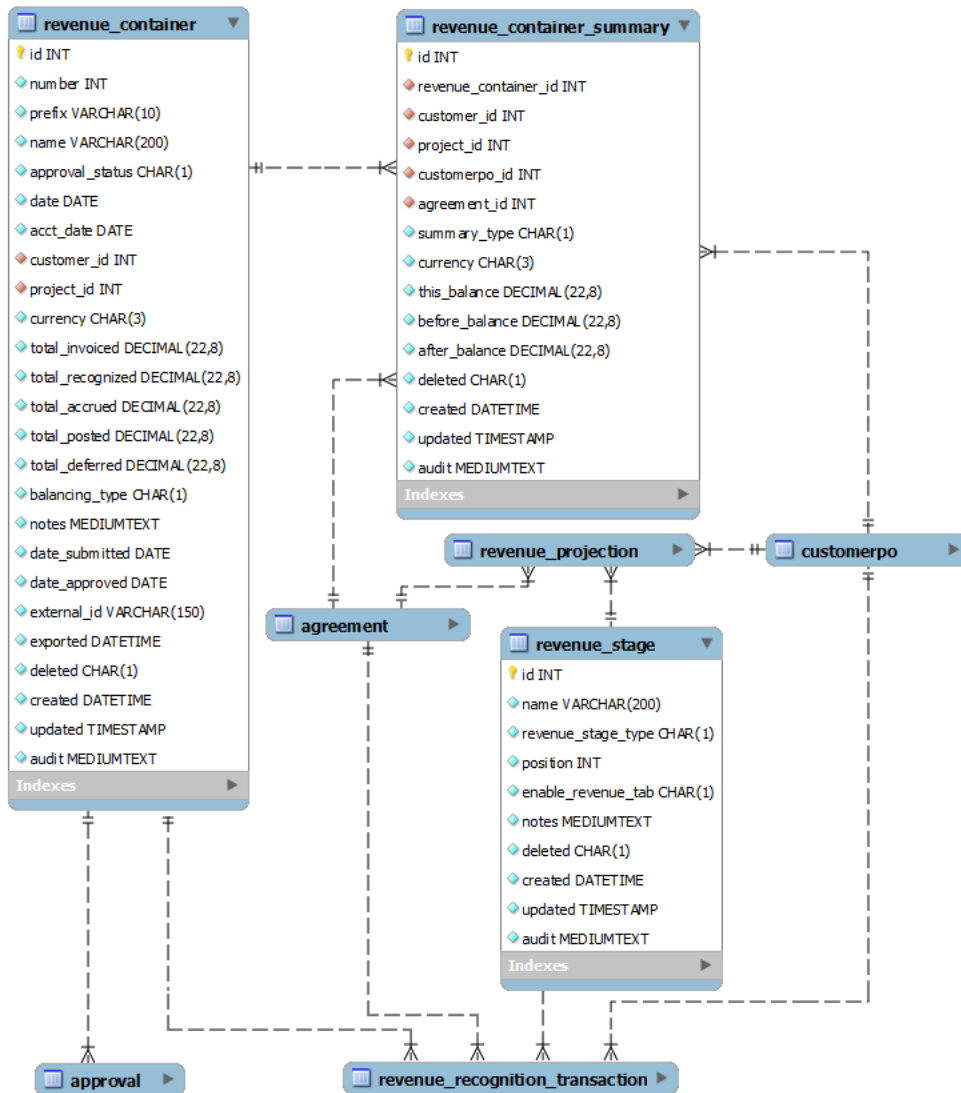 revenue_container
id INT
number INT
prefix VARCHAR(10)
name VARCHAR(200)
approval_status CHAR(1)
date DATE
acct_date DATE
customer_id INT
project_id INT
currency CHAR(3)
total_invoiced DECIMAL(22,8)
total_recognized DECIMAL(22,8)
total_accrued DECIMAL(22,8)
total_posted DECIMAL(22,8)
total_deferred DECIMAL(22,8)
balancing_type CHAR(1)
notes MEDIUMTEXT
date_submitted DATE
date_approved DATE
external_id VARCHAR(150)
exported DATETIME
deleted CHAR(1)
created DATETIME
updated TIMESTAMP
audit MEDIUMTEXT
Indexes
revenue_container_summary
id INT
revenue_container_id INT
customer_id INT
project_id INT
customerpo_id INT
agreement_id INT
summary_type CHAR(1)
currency CHAR(3)
this_balance DECIMAL(22,8)
before_balance DECIMAL(22,8)
after_balance DECIMAL(22,8)
deleted CHAR(1)
created DATETIME
updated TIMESTAMP
audit MEDIUMTEXT
Indexes
revenue_projection
customerpo
agreement
revenue_stage
id INT
name VARCHAR(200)
revenue_stage_type CHAR(1)
position INT
enable_revenue_tab CHAR(1)
notes MEDIUMTEXT
deleted CHAR(1)
created DATETIME
updated TIMESTAMP
audit MEDIUMTEXT
Indexes
approval
revenue_recognition_transaction